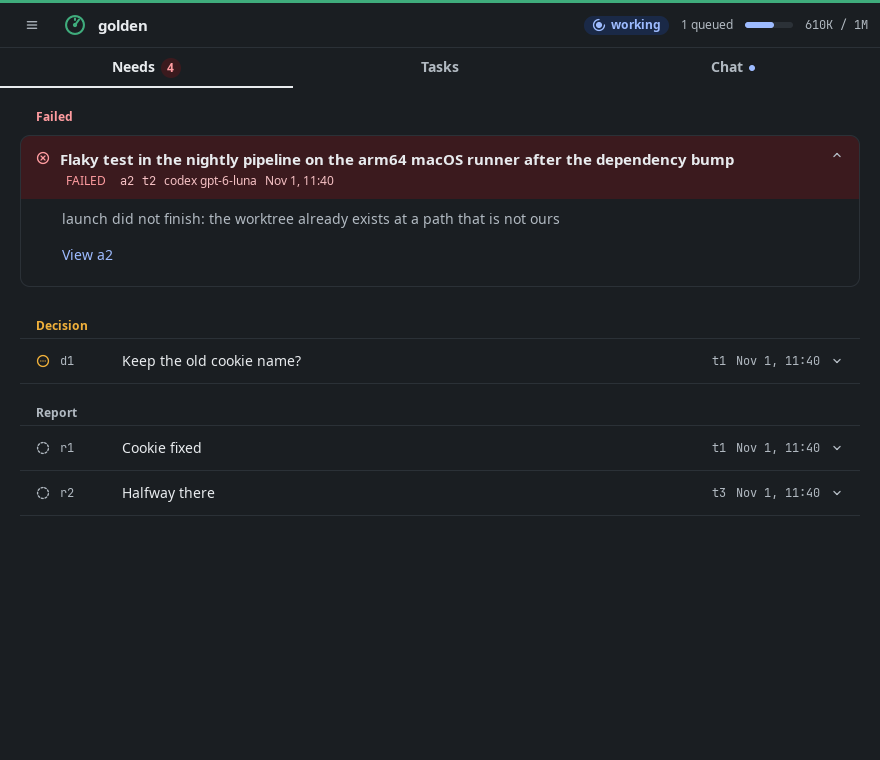 golden
working
1 queued
610K / 1M
Needs 4
Tasks
Chat
Failed
Flaky test in the nightly pipeline on the arm64 macOS runner after the dependency bump
FAILED a2 t2 codex gpt-6-luna Nov 1, 11:40
launch did not finish: the worktree already exists at a path that is not ours
View a2
Decision
d1 Keep the old cookie name? t1 Nov 1, 11:40
Report
r1 Cookie fixed t1 Nov 1, 11:40
r2 Halfway there t3 Nov 1, 11:40